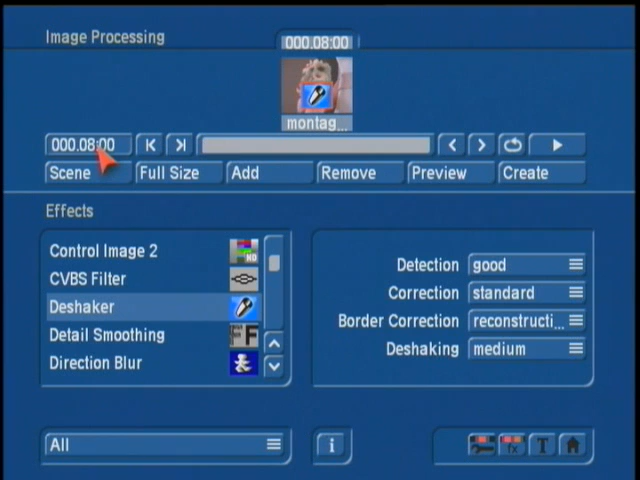 Image Processing
000.08:00
montag...
000.08:00
Scene Full Size Add Remove Preview Create
Effects
Control Image 2
CVBS Filter
Deshaker
Detail Smoothing
Direction Blur
Detection good
Correction standard
Border Correction reconstructi...
Deshaking medium
All
i
T